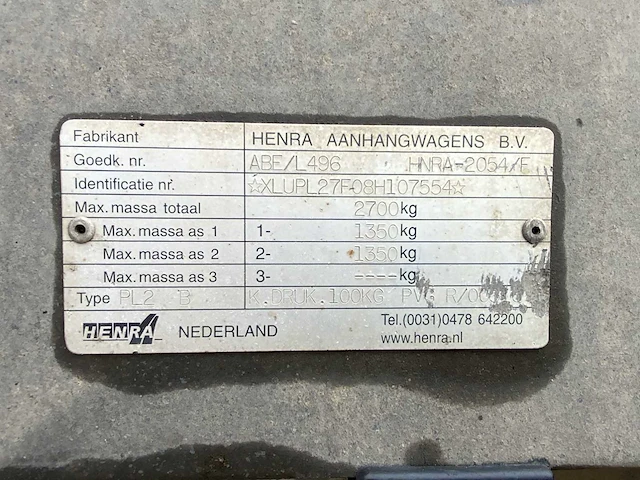 Fabrikant HENRA AANHANGWAGENS B.V.
Goedk. nr. ABE/L496 HNRA-2054/E
Identificatie nr. ☆XLUPL27F08H107554☆
Max. massa totaal 2700kg
Max. massa as 1 1- 1350kg
Max. massa as 2 2- 1350kg
Max. massa as 3 3- ----kg
Type PL2 B K.DRUK.100KG PV8 R/00
HENRA NEDERLAND Tel.(0031)0478 642200
www.henra.nl